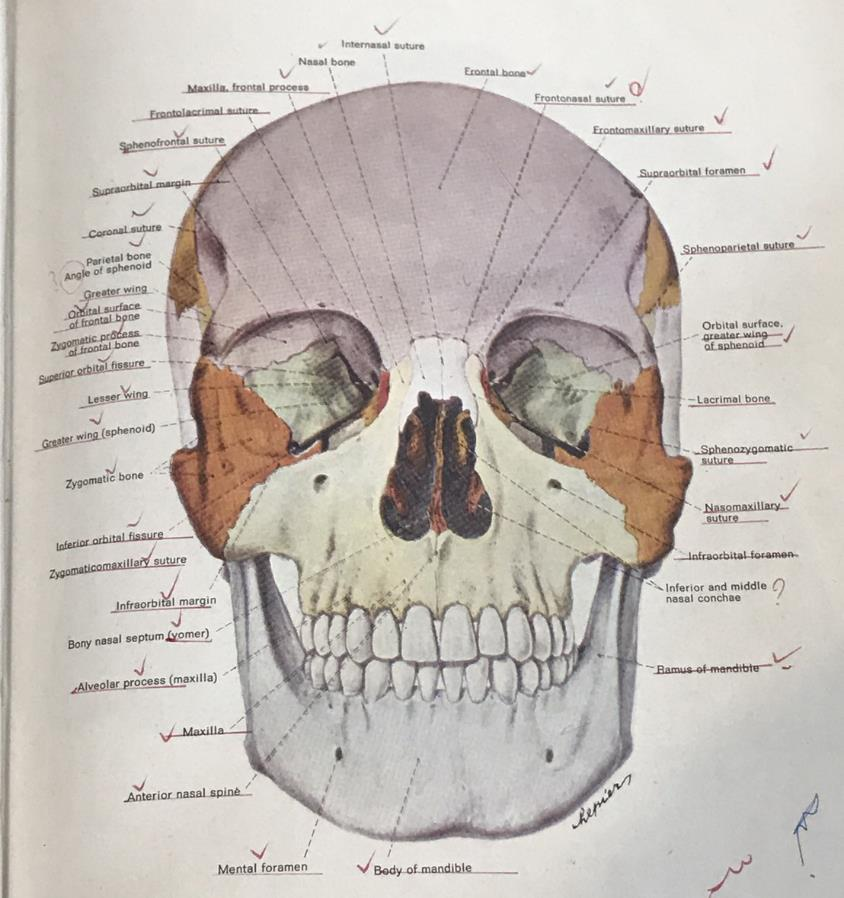 Internasal suture
Nasal bone
Maxilla, frontal process
Frontolacrimal suture
Sphenofrontal suture
Supraorbital margin
Coronal suture
Parietal bone
Angle of sphenoid
Greater wing
Orbital surface
of frontal bone
Zygomatic process
of frontal bone
Superior orbital fissure
Lesser wing
Greater wing (sphenoid)
Zygomatic bone
Inferior orbital fissure
Zygomaticomaxillary suture
Infraorbital margin
Bony nasal septum (vomer)
Alveolar process (maxilla)
Maxilla
Anterior nasal spine
Mental foramen
Body of mandible
Frontal bone
Frontonasal suture
Frontomaxillary suture
Supraorbital foramen
Sphenoparietal suture
Orbital surface,
greater wing
of sphenoid
Lacrimal bone
Sphenozygomatic
suture
Nasomaxillary
suture
Infraorbital foramen
Inferior and middle ?
nasal conchae
Ramus of mandible